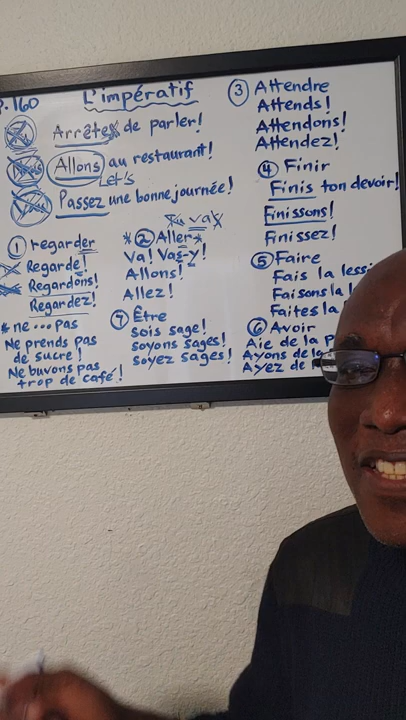 P.160 L'impératif
Arrête de parler!
Allons au restaurant!
Let's
Passez une bonne journée!
① regarder
Regarde!
Regardons!
Regardez!
* ne ... pas
Ne prends pas
de sucre!
Ne buvons pas
trop de café!
Tu vas
* ② Aller *
Va! Vas-y!
Allons!
Allez!
⑦ Être
sois sage!
soyons sages!
soyez sages!
③ Attendre
Attends!
Attendons!
Attendez!
④ Finir
Finis ton devoir!
Finissons!
Finissez!
⑤ Faire
Fais la
Faisons la
Faites la
⑥ Avoir
Aie de la
Ayons de la
Ayez de